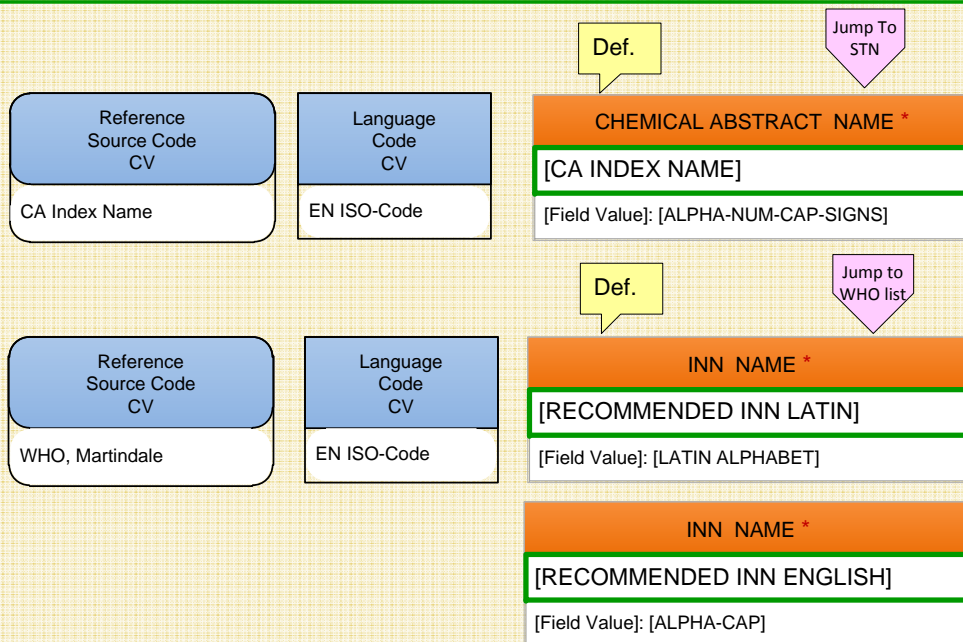 Def.
Jump To
STN
Reference
Source Code
CV
CA Index Name
Language
Code
CV
EN ISO-Code
CHEMICAL ABSTRACT NAME *
[CA INDEX NAME]
[Field Value]: [ALPHA-NUM-CAP-SIGNS]
Def.
Jump to
WHO list
Reference
Source Code
CV
WHO, Martindale
Language
Code
CV
EN ISO-Code
INN NAME *
[RECOMMENDED INN LATIN]
[Field Value]: [LATIN ALPHABET]
INN NAME *
[RECOMMENDED INN ENGLISH]
[Field Value]: [ALPHA-CAP]